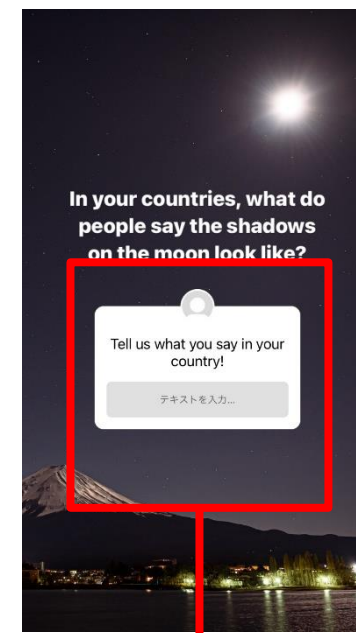 In your countries, what do
people say the shadows
on the moon look like?
Tell us what you say in your
country!
テキストを入力...